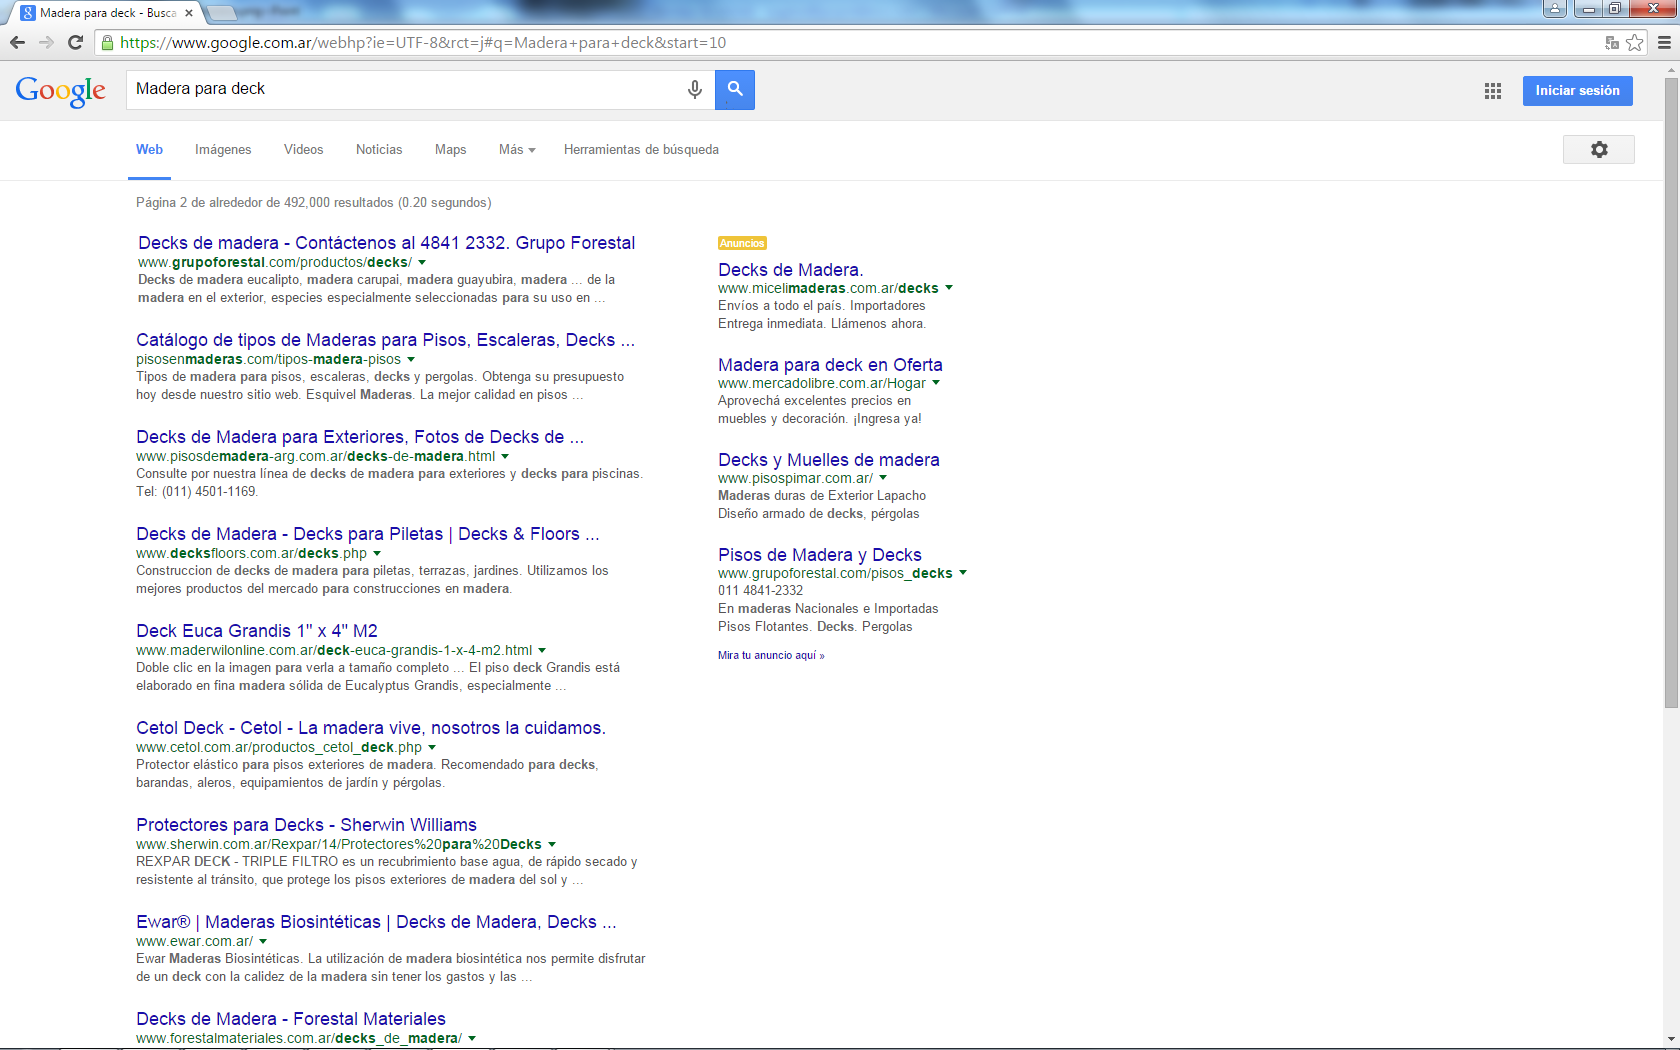 Madera para deck - Busca
https://www.google.com.ar/webhp?ie=UTF-8&rct=j#q=Madera+para+deck&start=10
Google
Madera para deck
Iniciar sesión
Web Imágenes Videos Noticias Maps Más Herramientas de búsqueda
Página 2 de alrededor de 492,000 resultados (0.20 segundos)
Decks de madera - Contáctenos al 4841 2332. Grupo Forestal
www.grupoforestal.com/productos/decks/
Decks de madera eucalipto, madera carupai, madera guayubira, madera ... de la
madera en el exterior, especies especialmente seleccionadas para su uso en ...
Catálogo de tipos de Maderas para Pisos, Escaleras, Decks ...
pisosenmaderas.com/tipos-madera-pisos
Tipos de madera para pisos, escaleras, decks y pergolas. Obtenga su presupuesto
hoy desde nuestro sitio web. Esquivel Maderas. La mejor calidad en pisos ...
Decks de Madera para Exteriores, Fotos de Decks de ...
www.pisosdemadera-arg.com.ar/decks-de-madera.html
Consulte por nuestra línea de decks de madera para exteriores y decks para piscinas.
Tel: (011) 4501-1169.
Decks de Madera - Decks para Piletas | Decks & Floors ...
www.decksfloors.com.ar/decks.php
Construccion de decks de madera para piletas, terrazas, jardines. Utilizamos los
mejores productos del mercado para construcciones en madera.
Deck Euca Grandis 1" x 4" M2
www.maderwilonline.com.ar/deck-euca-grandis-1-x-4-m2.html
Doble clic en la imagen para verla a tamaño completo ... El piso deck Grandis está
elaborado en fina madera sólida de Eucalyptus Grandis, especialmente ...
Cetol Deck - Cetol - La madera vive, nosotros la cuidamos.
www.cetol.com.ar/productos_cetol_deck.php
Protector elástico para pisos exteriores de madera. Recomendado para decks,
barandas, aleros, equipamientos de jardín y pérgolas.
Protectores para Decks - Sherwin Williams
www.sherwin.com.ar/Rexpar/14/Protectores%20para%20Decks
REXPAR DECK - TRIPLE FILTRO es un recubrimiento base agua, de rápido secado y
resistente al tránsito, que protege los pisos exteriores de madera del sol y ...
Ewar® | Maderas Biosintéticas | Decks de Madera, Decks ...
www.ewar.com.ar/
Ewar Maderas Biosintéticas. La utilización de madera biosintética nos permite disfrutar
de un deck con la calidez de la madera sin tener los gastos y las ...
Decks de Madera - Forestal Materiales
www.forestalmateriales.com.ar/decks_de_madera/
Anuncios
Decks de Madera.
www.micelimaderas.com.ar/decks
Envíos a todo el país. Importadores
Entrega inmediata. Llámenos ahora.
Madera para deck en Oferta
www.mercadolibre.com.ar/Hogar
Aprovechá excelentes precios en
muebles y decoración. ¡Ingresa ya!
Decks y Muelles de madera
www.pisospimar.com.ar/
Maderas duras de Exterior Lapacho
Diseño armado de decks, pérgolas
Pisos de Madera y Decks
www.grupoforestal.com/pisos_decks
011 4841-2332
En maderas Nacionales e Importadas
Pisos Flotantes. Decks. Pergolas
Mira tu anuncio aquí »